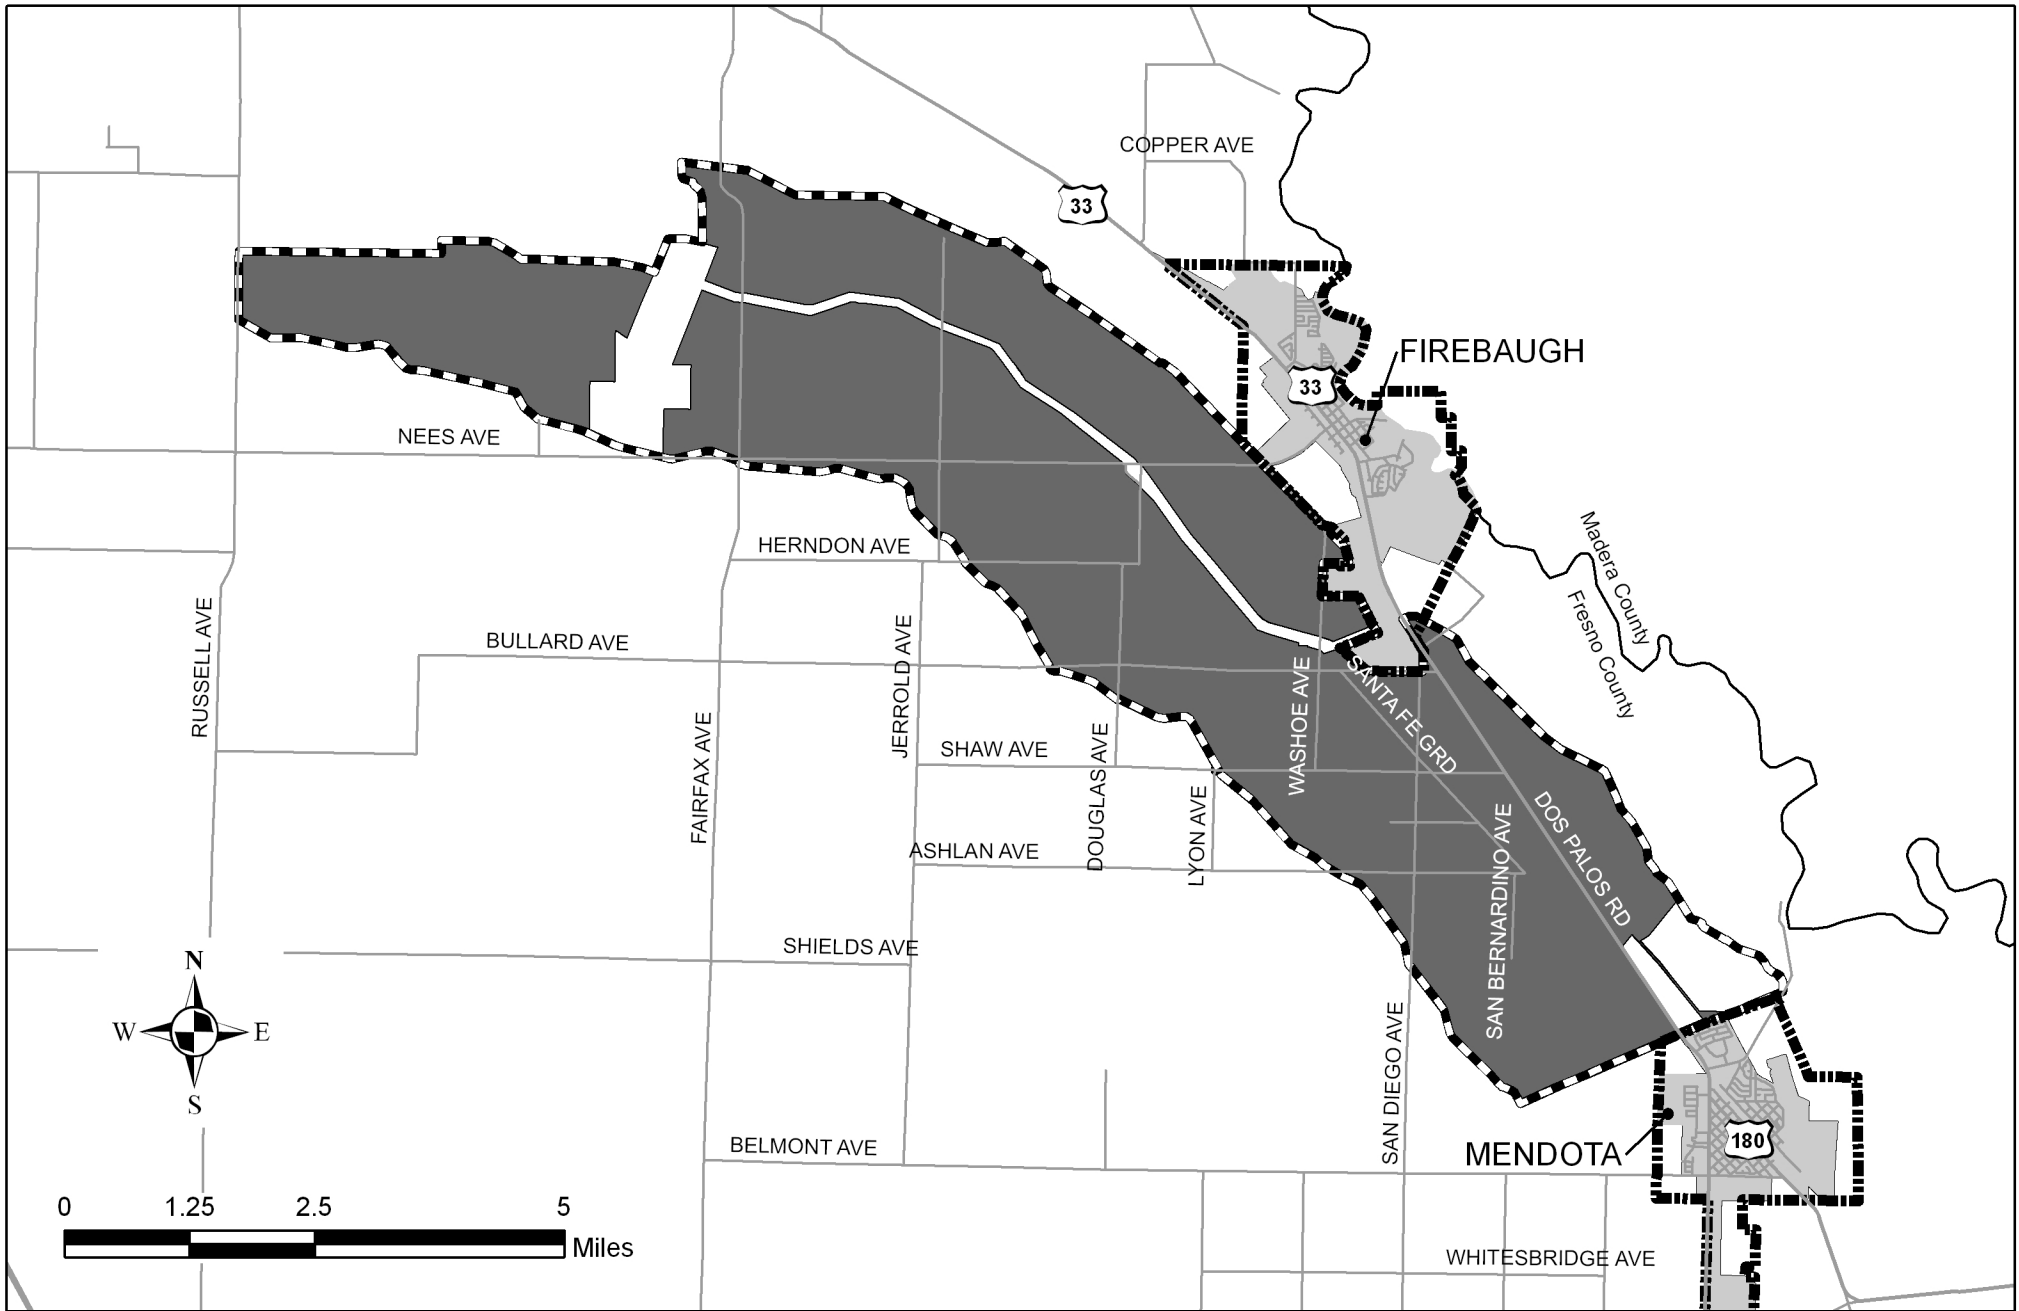 COPPER AVE
33
FIREBAUGH
33
NEES AVE
Madera County
Fresno County
HERNDON AVE
RUSSELL AVE
BULLARD AVE
JERROLD AVE
WASHOE AVE
SANTA FE GRD
FAIRFAX AVE
SHAW AVE
DOUGLAS AVE
LYON AVE
DOS PALOS RD
SAN BERNARDINO AVE
ASHLAN AVE
SHIELDS AVE
N
W
E
S
SAN DIEGO AVE
BELMONT AVE
MENDOTA
180
0
1.25
2.5
5
Miles
WHITESBRIDGE AVE